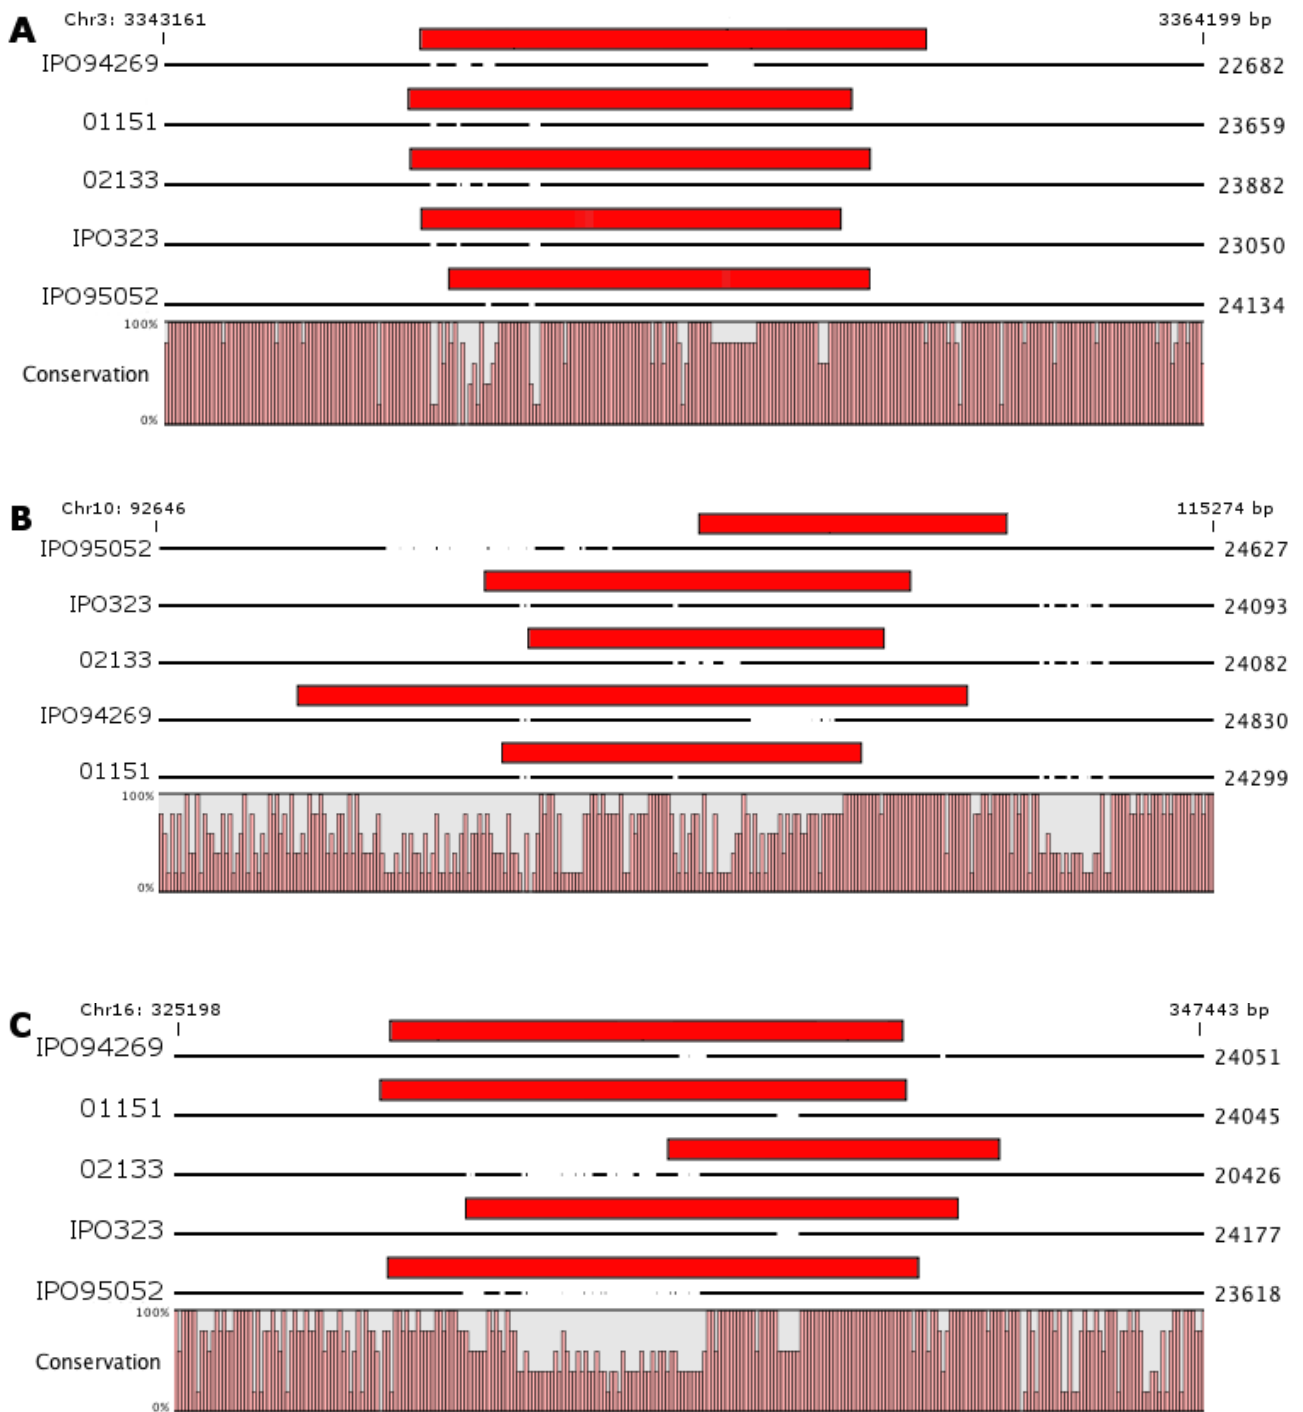 A Chr3: 3343161 3364199 bp
IPO94269 22682
01151 23659
02133 23882
IPO323 23050
IPO95052 24134
100%
Conservation
0%
B Chr10: 92646 115274 bp
IPO95052 24627
IPO323 24093
02133 24082
IPO94269 24830
01151 24299
100%
0%
C Chr16: 325198 347443 bp
IPO94269 24051
01151 24045
02133 20426
IPO323 24177
IPO95052 23618
100%
Conservation
0%